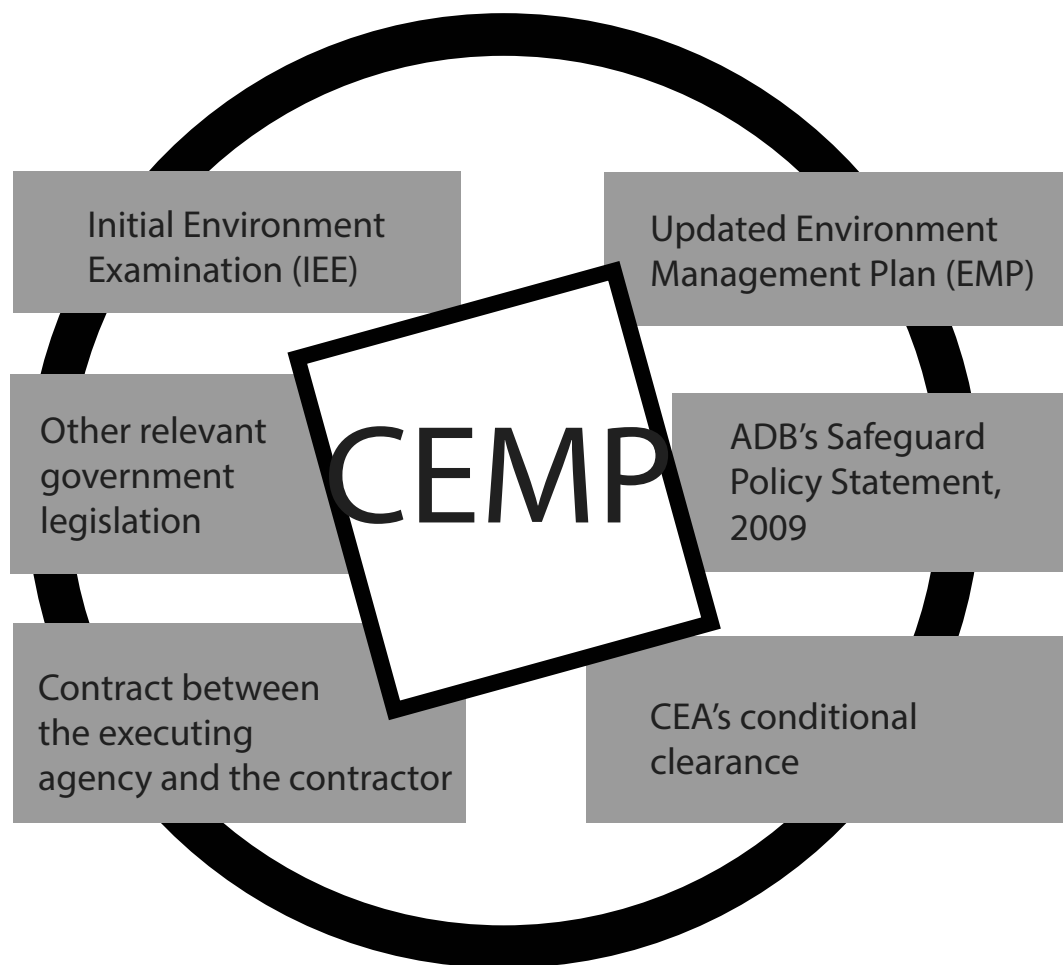 Initial Environment
Examination (IEE)
Updated Environment
Management Plan (EMP)
Other relevant
government
legislation
CEMP
ADB’s Safeguard
Policy Statement,
2009
Contract between
the executing
agency and the contractor
CEA’s conditional
clearance